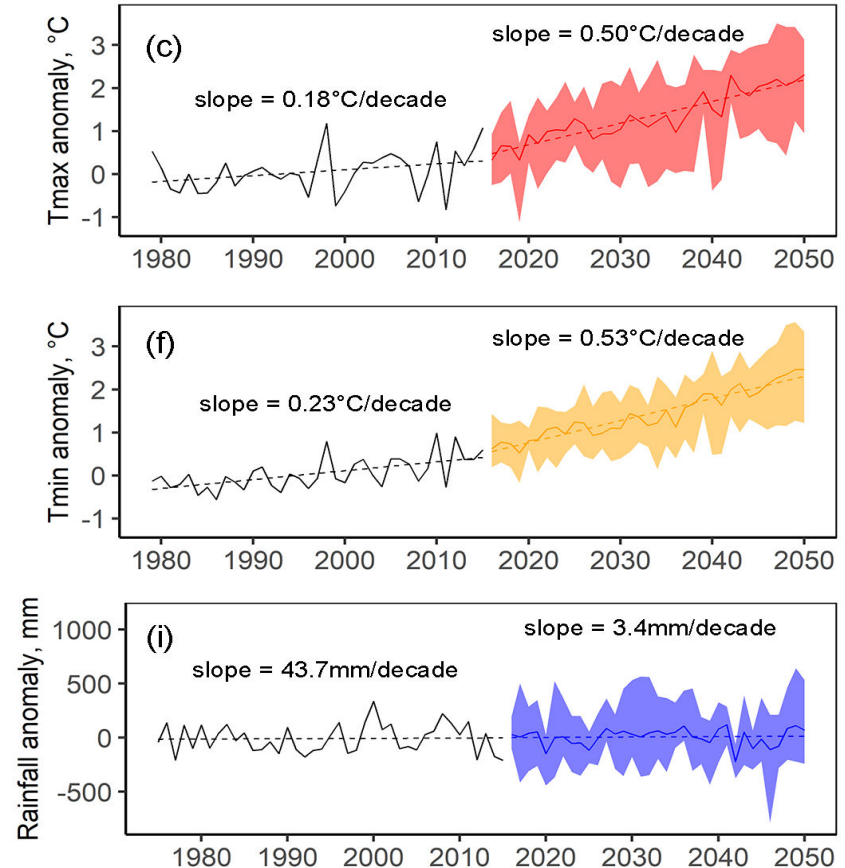 Tmax anomaly, °C
(c)
slope = 0.50°C/decade
slope = 0.18°C/decade
3
2
1
0
-1
1980 1990 2000 2010 2020 2030 2040 2050
Tmin anomaly, °C
(f)
slope = 0.53°C/decade
slope = 0.23°C/decade
3
2
1
0
-1
1980 1990 2000 2010 2020 2030 2040 2050
Rainfall anomaly, mm
(i)
slope = 3.4mm/decade
slope = 43.7mm/decade
1000
500
0
-500
1980 1990 2000 2010 2020 2030 2040 2050